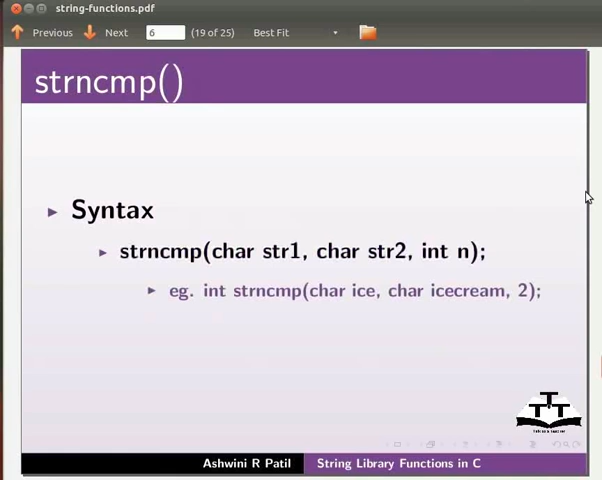 string-functions.pdf
Previous Next 6 (19 of 25) Best Fit
strncmp()
Syntax
strncmp(char str1, char str2, int n);
eg. int strncmp(char ice, char icecream, 2);
Ashwini R Patil String Library Functions in C